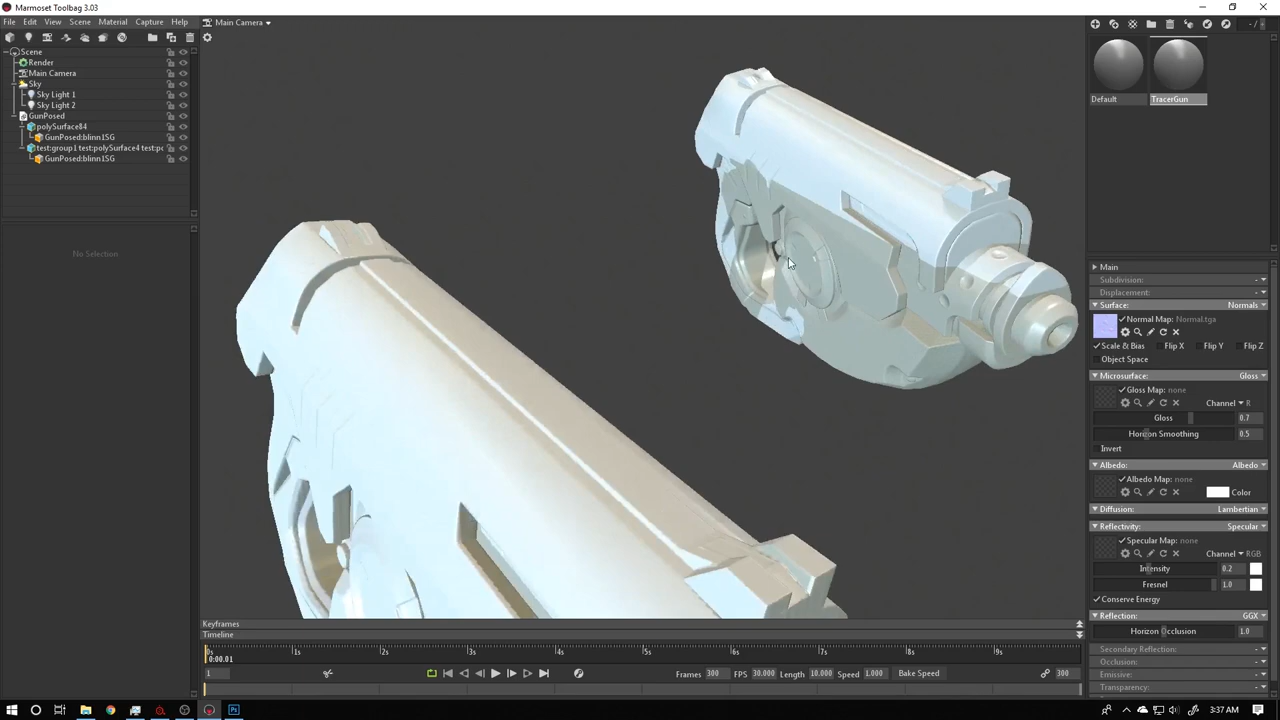 Marmoset Toolbag 3.03
File Edit View Scene Material Capture Help
Main Camera
Scene
Render
Main Camera
Sky
Sky Light 1
Sky Light 2
GunPosed
polySurface84
GunPosed:blinn1SG
test:group1 test:polySurface4 test:pc
GunPosed:blinn1SG
No Selection
Default TracerGun
Main
Subdivision:
Displacement:
Surface: Normals
Normal Map: Normal.tga
Scale & Bias Flip X Flip Y Flip Z
Object Space
Microsurface: Gloss
Gloss Map: none
Channel R
Gloss 0.7
Horizon Smoothing 0.5
Invert
Albedo: Albedo
Albedo Map: none
Color
Diffusion: Lambertian
Reflectivity: Specular
Specular Map: none
Channel RGB
Intensity 0.2
Fresnel 1.0
Conserve Energy
Reflection: GGX
Horizon Occlusion 1.0
Secondary Reflection:
Occlusion:
Emissive:
Transparency:
Keyframes
Timeline
0s 1s 2s 3s 4s 5s 6s 7s 8s 9s
0:00.01
1 Frames 300 FPS 30.000 Length 10.000 Speed 1.000 Bake Speed 300
3:37 AM